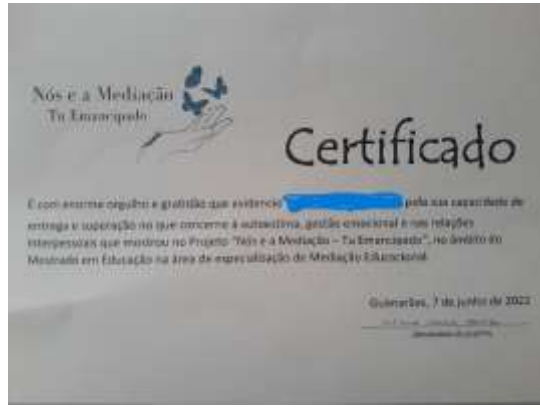 Nós e a Mediação
Tu Emancipado
Certificado
É com enorme orgulho e gratidão que evidencio pela sua capacidade de
entrega e superação no que concerne à autoestima, gestão emocional e nas relações
interpessoais que mostrou no Projeto "Nós e a Mediação – Tu Emancipado", no âmbito do
Mestrado em Educação na área de especialização de Mediação Educacional.
Guimarães, 7 de junho de 2022